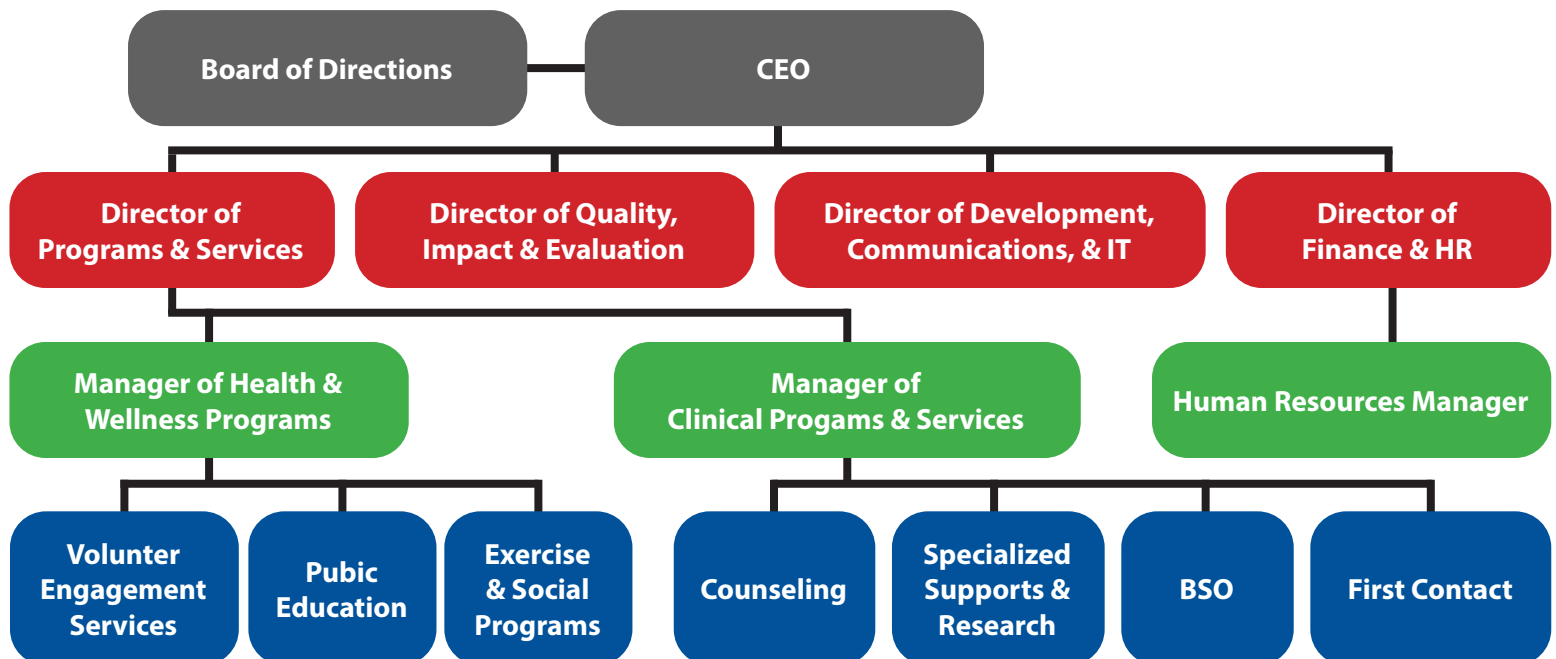 Board of Directions
CEO
Director of
Programs & Services
Director of Quality,
Impact & Evaluation
Director of Development,
Communications, & IT
Director of
Finance & HR
Manager of Health &
Wellness Programs
Manager of
Clinical Progams & Services
Human Resources Manager
Volunter
Engagement
Services
Pubic
Education
Exercise
& Social
Programs
Counseling
Specialized
Supports &
Research
BSO
First Contact